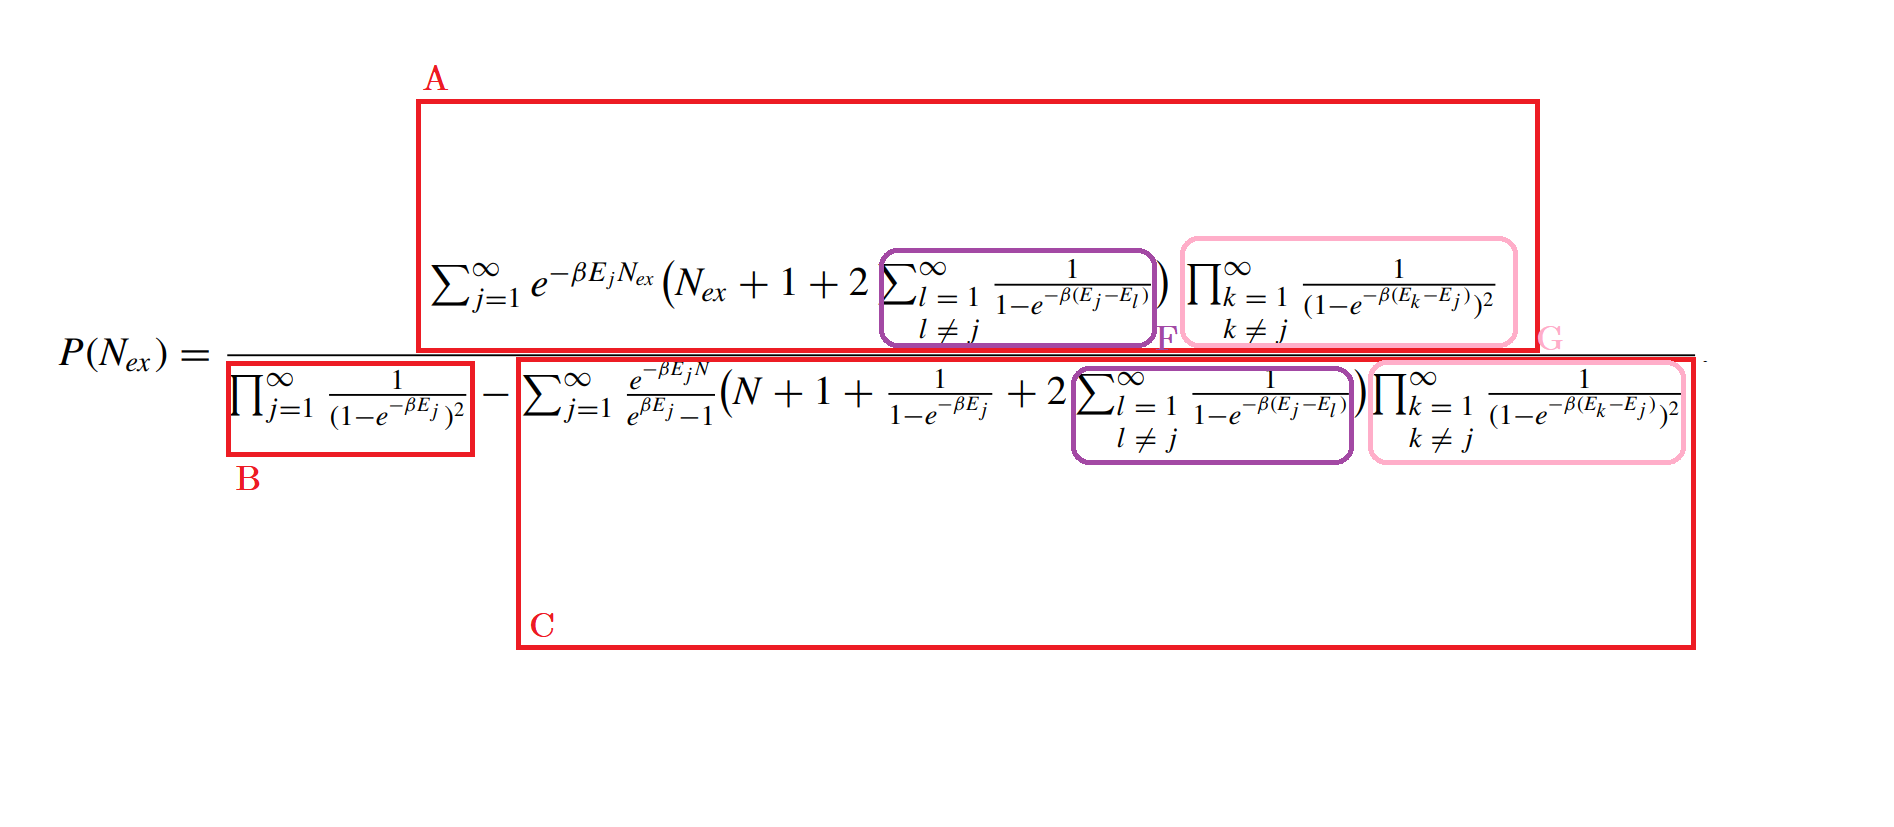 A
$P(N_{ex}) = \frac{\sum_{j=1}^{\infty} e^{-\beta E_j N_{ex}} \left( N_{ex} + 1 + 2 \sum_{\substack{l=1 \\ l \neq j}}^{\infty} \frac{1}{1-e^{-\beta(E_j-E_l)}} \right) \prod_{\substack{k=1 \\ k \neq j}}^{\infty} \frac{1}{(1-e^{-\beta(E_k-E_j)})^2}}{\prod_{j=1}^{\infty} \frac{1}{(1-e^{-\beta E_j})^2} - \sum_{j=1}^{\infty} \frac{e^{-\beta E_j N}}{e^{\beta E_j}-1} \left( N + 1 + \frac{1}{1-e^{-\beta E_j}} + 2 \sum_{\substack{l=1 \\ l \neq j}}^{\infty} \frac{1}{1-e^{-\beta(E_j-E_l)}} \right) \prod_{\substack{k=1 \\ k \neq j}}^{\infty} \frac{1}{(1-e^{-\beta(E_k-E_j)})^2}}.$
F
G
B
C